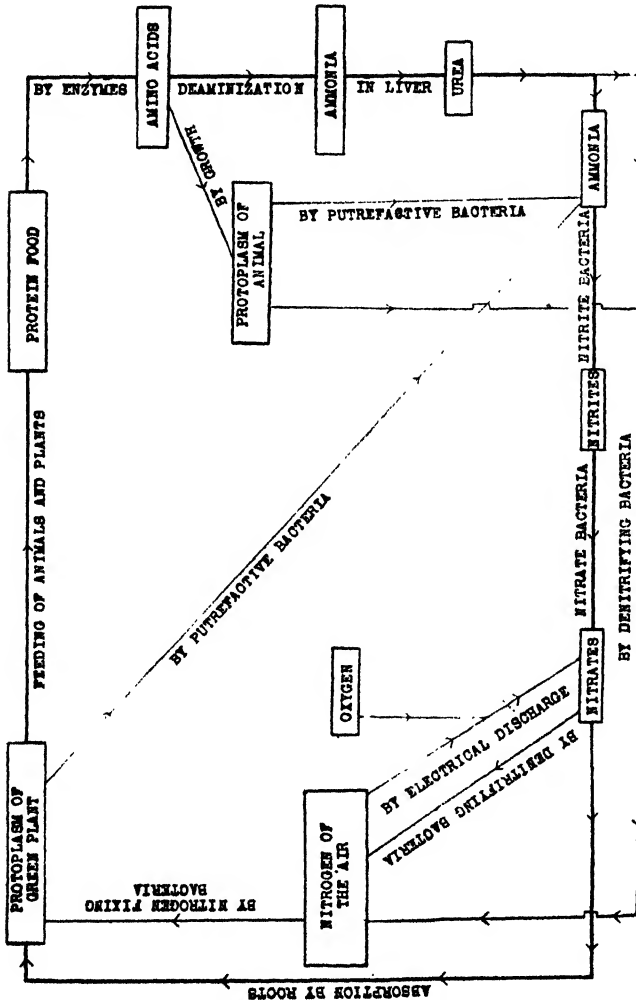 PROTOPLASM OF
GREEN PLANT
FEEDING OF ANIMALS AND PLANTS
PROTEIN FOOD
BY ENZYMES
AMINO ACIDS
DEAMINIZATION
AMMONIA
IN LIVER
UREA
BY GROWTH
PROTOPLASM OF
ANIMAL
BY PUTREFACTIVE BACTERIA
AMMONIA
BY PUTREFACTIVE BACTERIA
NITRITE BACTERIA
NITRITES
NITRATE BACTERIA
BY DENITRIFYING BACTERIA
NITRATES
OXYGEN
BY ELECTRICAL DISCHARGE
BY DENITRIFYING BACTERIA
NITROGEN OF
THE AIR
BY NITROGEN FIXING
BACTERIA
ABSORPTION BY ROOTS